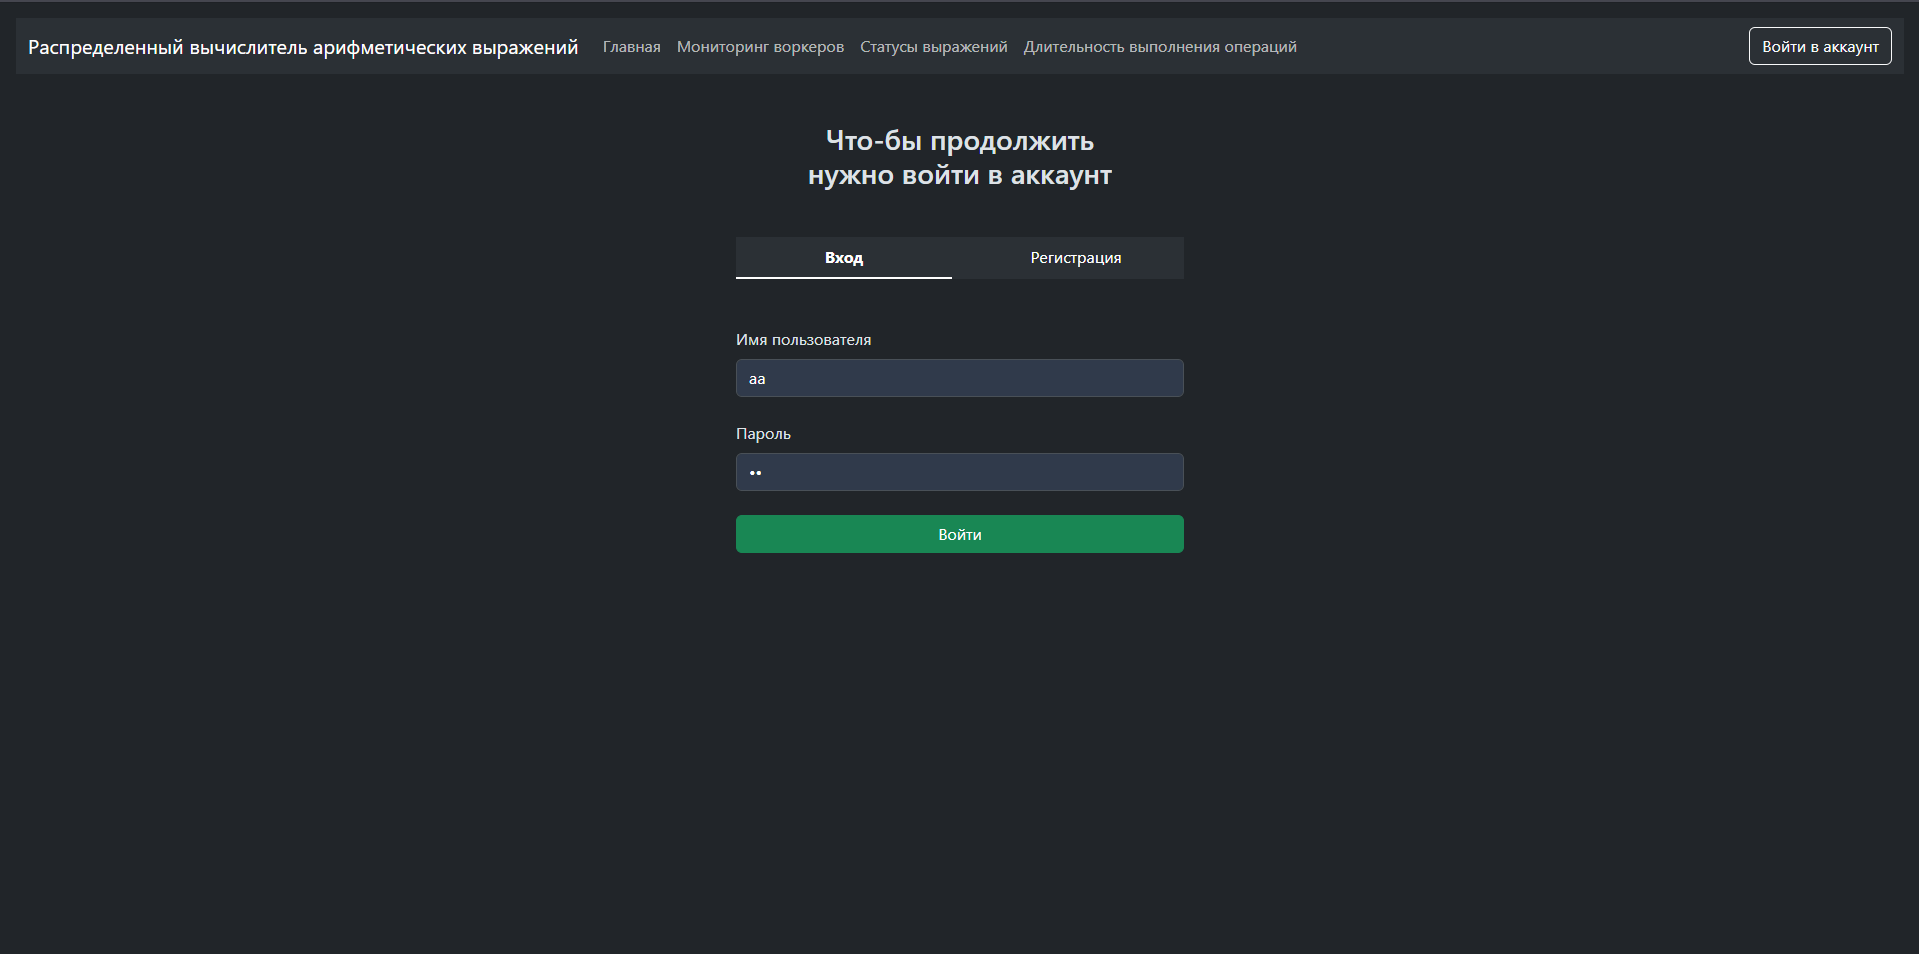 Распределенный вычислитель арифметических выражений Главная Мониторинг воркеров Статусы выражений Длительность выполнения операций Войти в аккаунт
Что-бы продолжить
нужно войти в аккаунт
Вход Регистрация
Имя пользователя
aa
Пароль
••
Войти